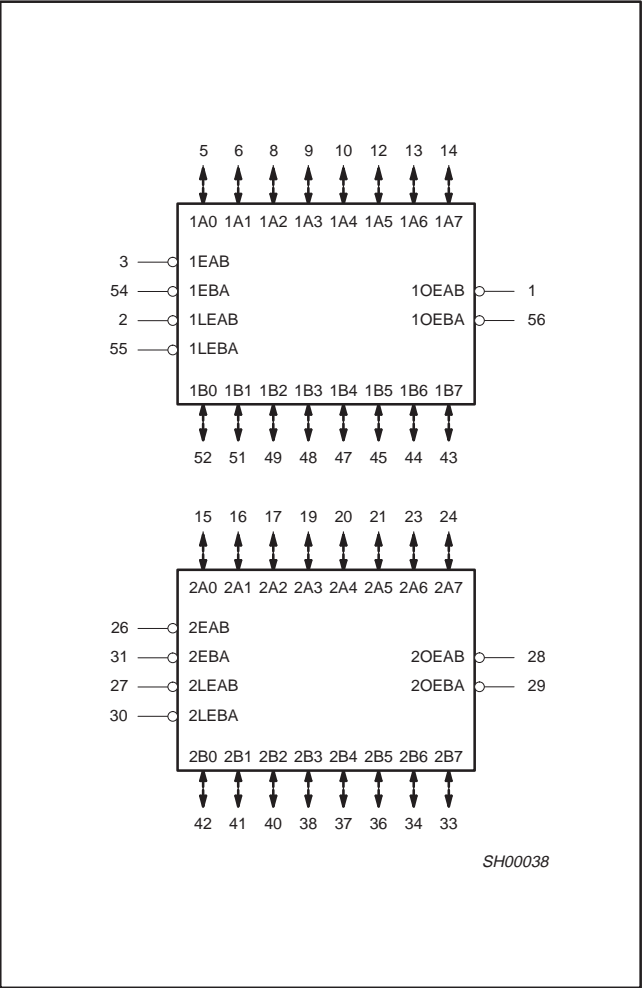 5 6 8 9 10 12 13 14
1A0 1A1 1A2 1A3 1A4 1A5 1A6 1A7
3 1EAB
54 1EBA 1OEAB 1
2 1LEAB 1OEBA 56
55 1LEBA
1B0 1B1 1B2 1B3 1B4 1B5 1B6 1B7
52 51 49 48 47 45 44 43
15 16 17 19 20 21 23 24
2A0 2A1 2A2 2A3 2A4 2A5 2A6 2A7
26 2EAB
31 2EBA 2OEAB 28
27 2LEAB 2OEBA 29
30 2LEBA
2B0 2B1 2B2 2B3 2B4 2B5 2B6 2B7
42 41 40 38 37 36 34 33
SH00038